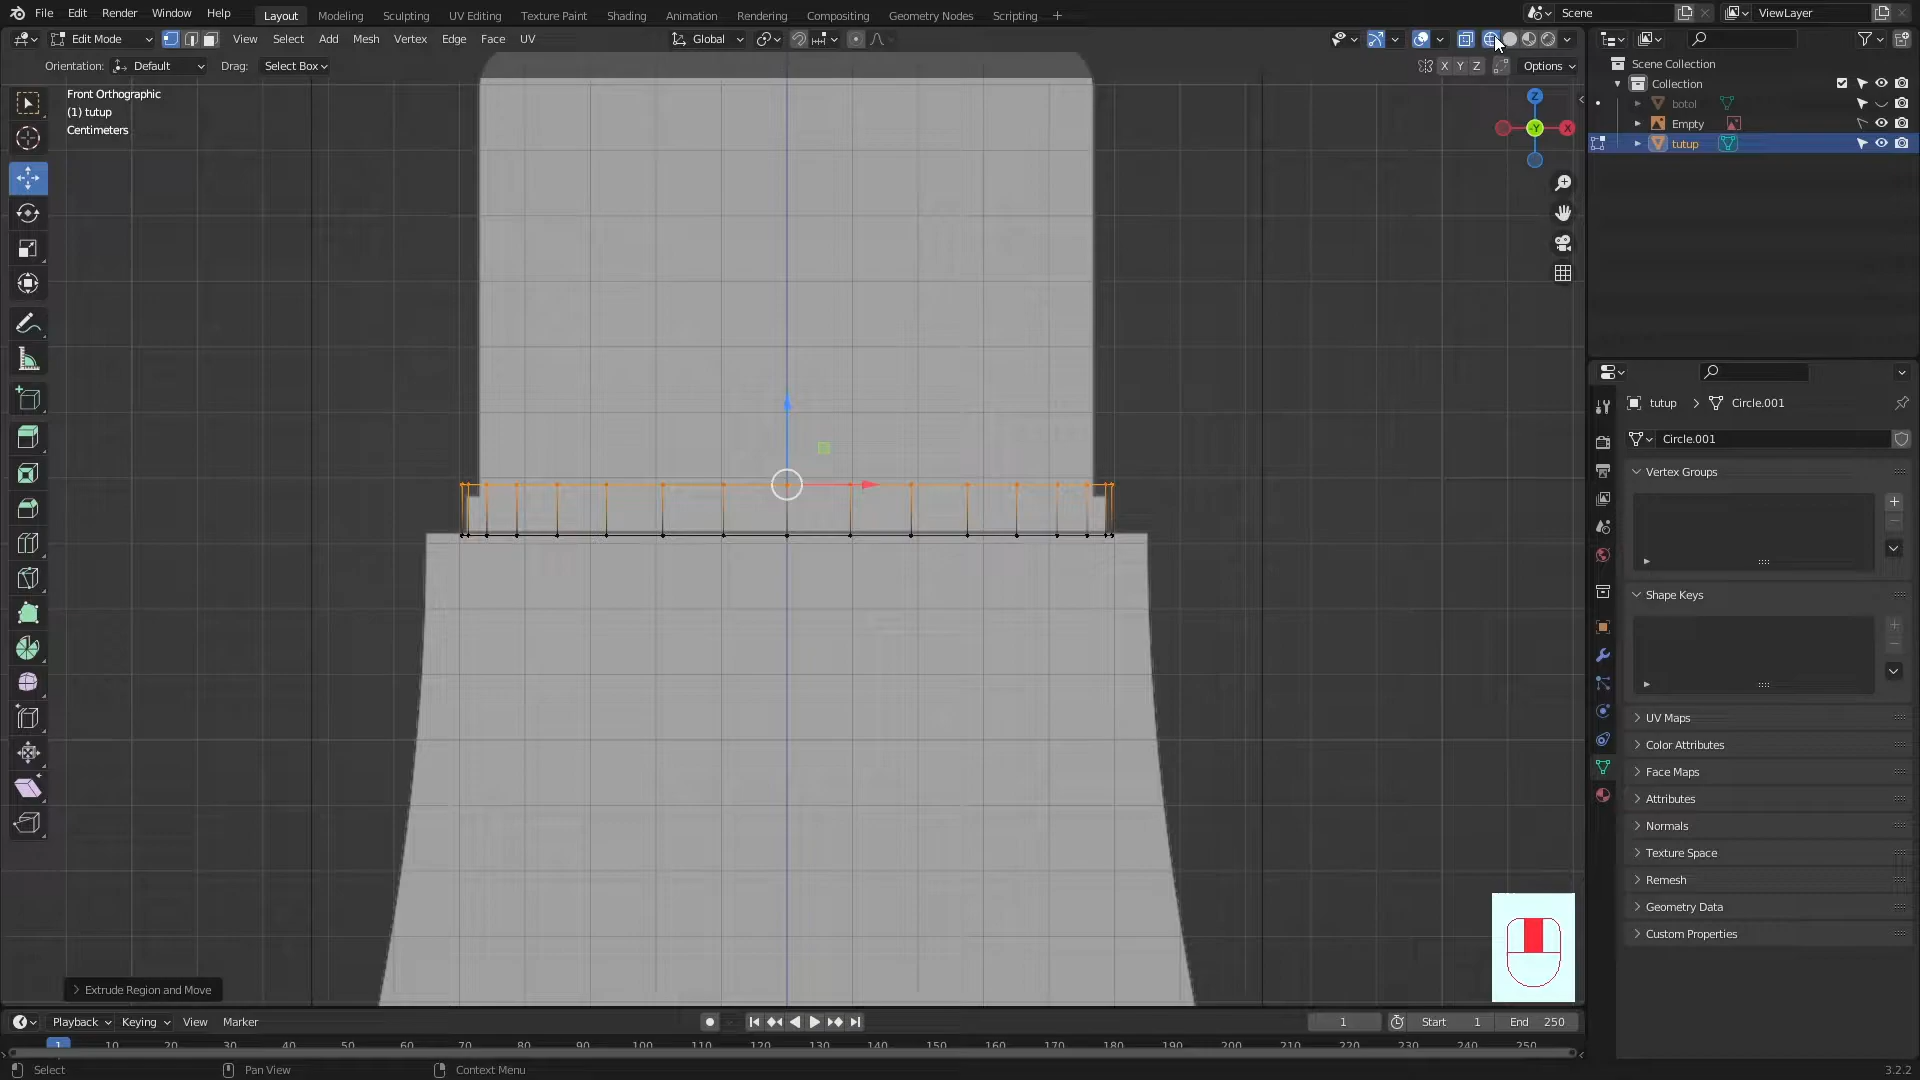 File Edit Render Window Help Layout Modeling Sculpting UV Editing Texture Paint Shading Animation Rendering Compositing Geometry Nodes Scripting + Scene ViewLayer
Edit Mode View Select Add Mesh Vertex Edge Face UV Global
Orientation: Default Drag: Select Box X Y Z Options
Scene Collection
Collection
botol
Empty
tutup
Front Orthographic
(1) tutup
Centimeters
Z
-Y X
tutup > Circle.001
Circle.001
Vertex Groups
Shape Keys
UV Maps
Color Attributes
Face Maps
Attributes
Normals
Texture Space
Remesh
Geometry Data
Custom Properties
Extrude Region and Move
Playback Keying View Marker 1 Start 1 End 250
1 10 20 30 40 50 60 70 80 90 100 110 120 130 140 150 160 170 180 190 200 210 220 230 240 250
Select Pan View Context Menu 3.2.2